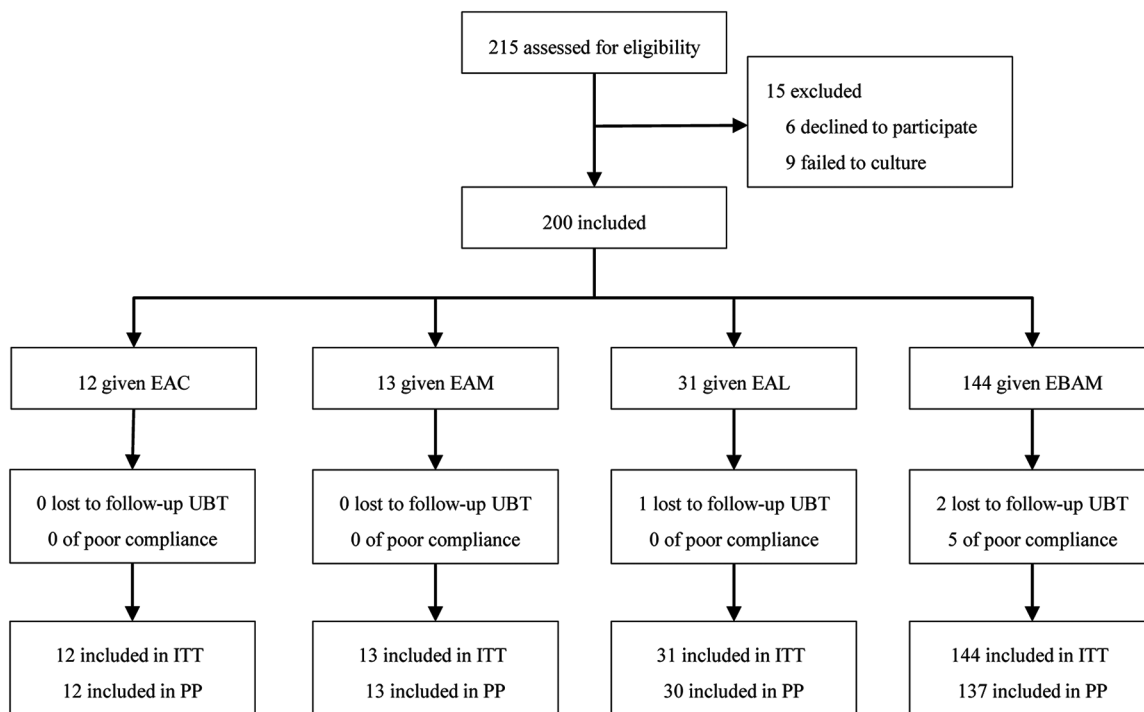 215 assessed for eligibility
15 excluded
6 declined to participate
9 failed to culture
200 included
12 given EAC
13 given EAM
31 given EAL
144 given EBAM
0 lost to follow-up UBT
0 of poor compliance
0 lost to follow-up UBT
0 of poor compliance
1 lost to follow-up UBT
0 of poor compliance
2 lost to follow-up UBT
5 of poor compliance
12 included in ITT
12 included in PP
13 included in ITT
13 included in PP
31 included in ITT
30 included in PP
144 included in ITT
137 included in PP